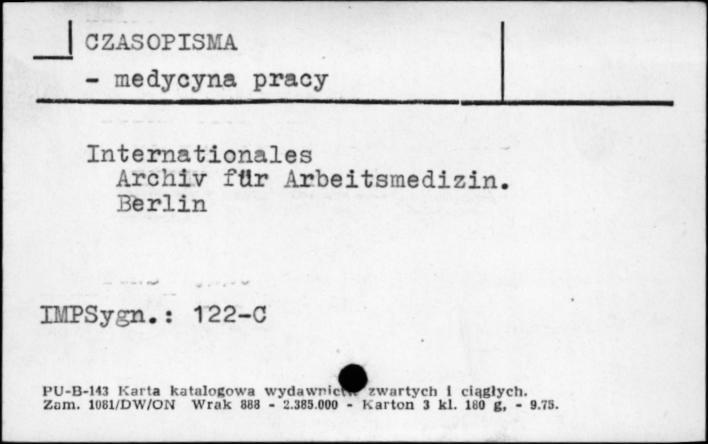 CZASOPISMA
- medycyna pracy
Internationales
Archiv für Arbeitsmedizin.
Berlin
IMPSygn.: 122-C
PU-B-143 Karta katalogowa wydawnictw zwartych i ciągłych.
Zam. 1081/DW/ON Wrak 888 - 2.385.000 - Karton 3 kl. 180 g, - 9.75.